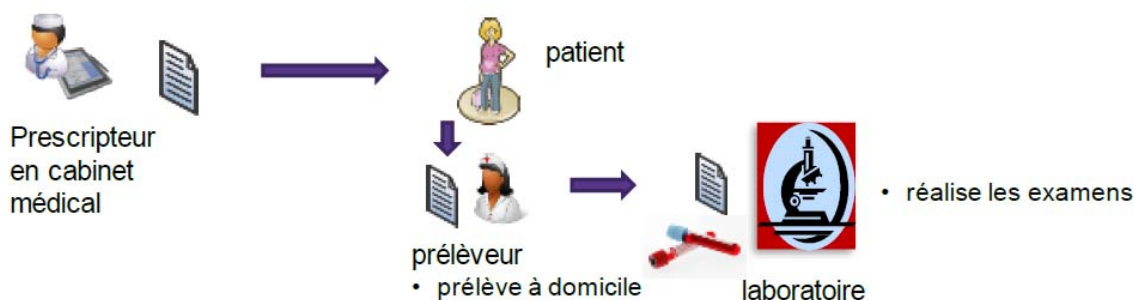 patient
Prescripteur
en cabinet
médical
prélèveur
• prélève à domicile
laboratoire
• réalise les examens